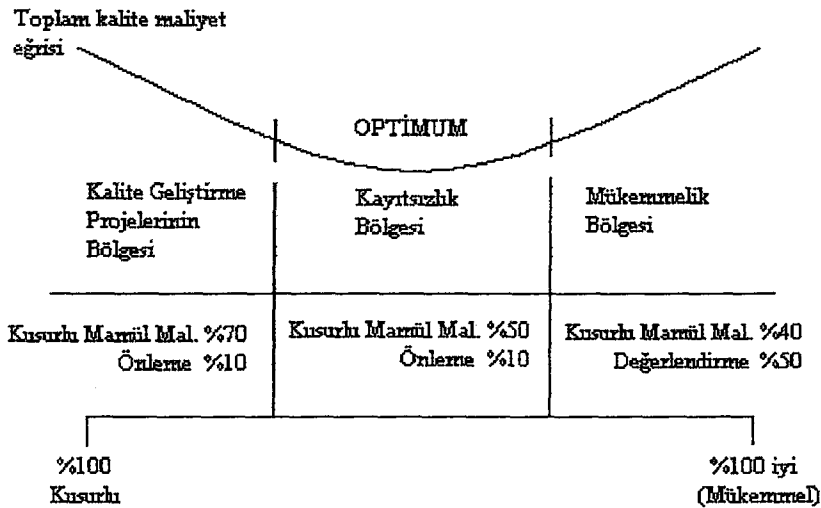 Toplam kalite maliyet
eğrisi
OPTİMUM
Kalite Geliştirme
Projelerinin
Bölgesi
Kayıtsızlık
Bölgesi
Mükemmelik
Bölgesi
Kusurlu Mamül Mal. %70
Önleme %10
Kusurlu Mamül Mal. %50
Önleme %10
Kusurlu Mamül Mal. %40
Değerlendirme %50
%100
Kusurlu
%100 iyi
(Mükemmel)